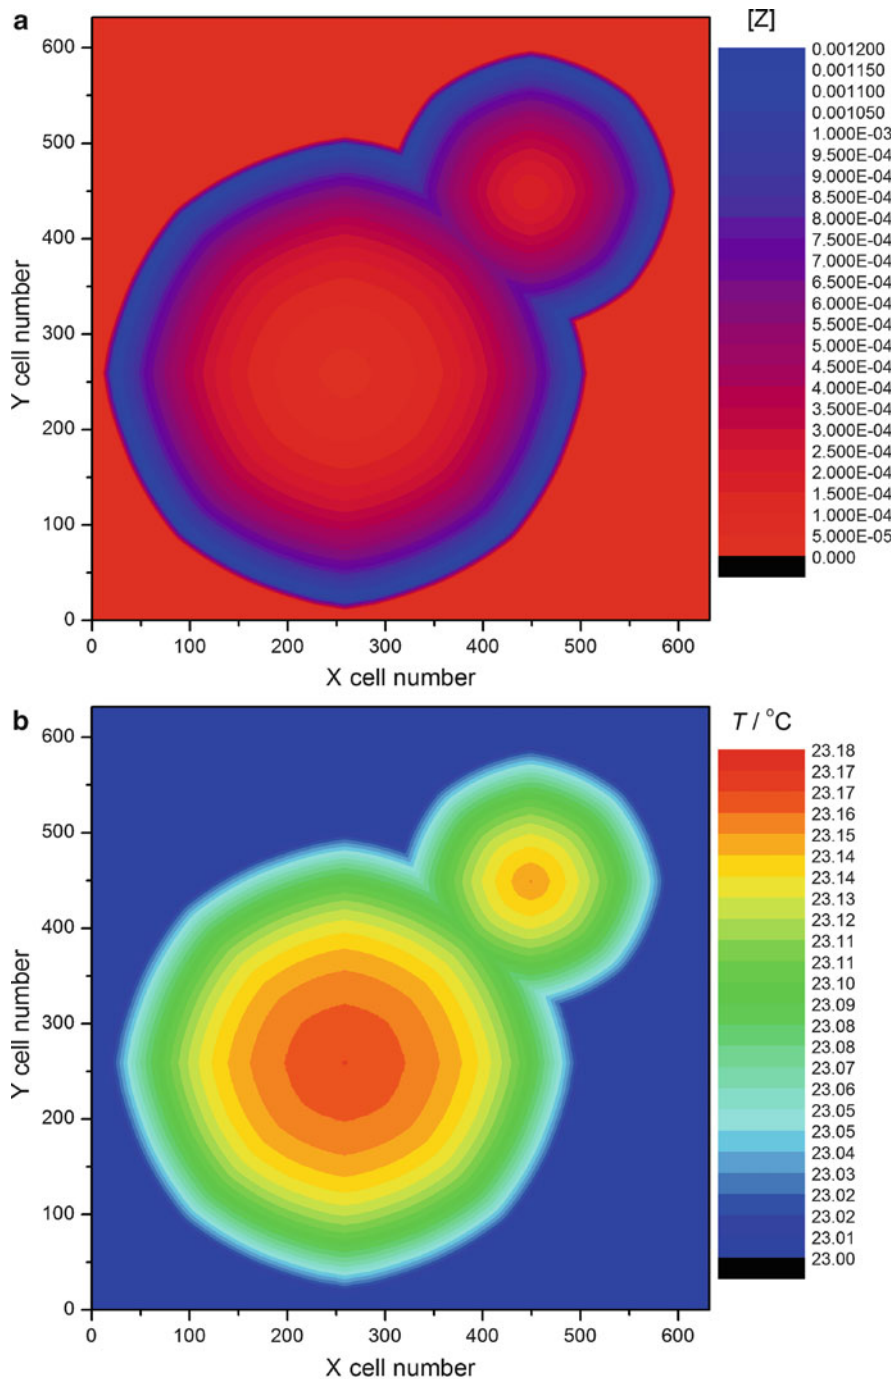 a
[Z]
600
500
400
300
200
100
0
Y cell number
0 100 200 300 400 500 600
X cell number
0.001200
0.001150
0.001100
0.001050
1.000E-03
9.500E-04
9.000E-04
8.500E-04
8.000E-04
7.500E-04
7.000E-04
6.500E-04
6.000E-04
5.500E-04
5.000E-04
4.500E-04
4.000E-04
3.500E-04
3.000E-04
2.500E-04
2.000E-04
1.500E-04
1.000E-04
5.000E-05
0.000
b
T / °C
600
500
400
300
200
100
0
Y cell number
0 100 200 300 400 500 600
X cell number
23.18
23.17
23.17
23.16
23.15
23.14
23.14
23.13
23.12
23.11
23.11
23.10
23.09
23.08
23.08
23.07
23.06
23.05
23.05
23.04
23.03
23.02
23.02
23.01
23.00